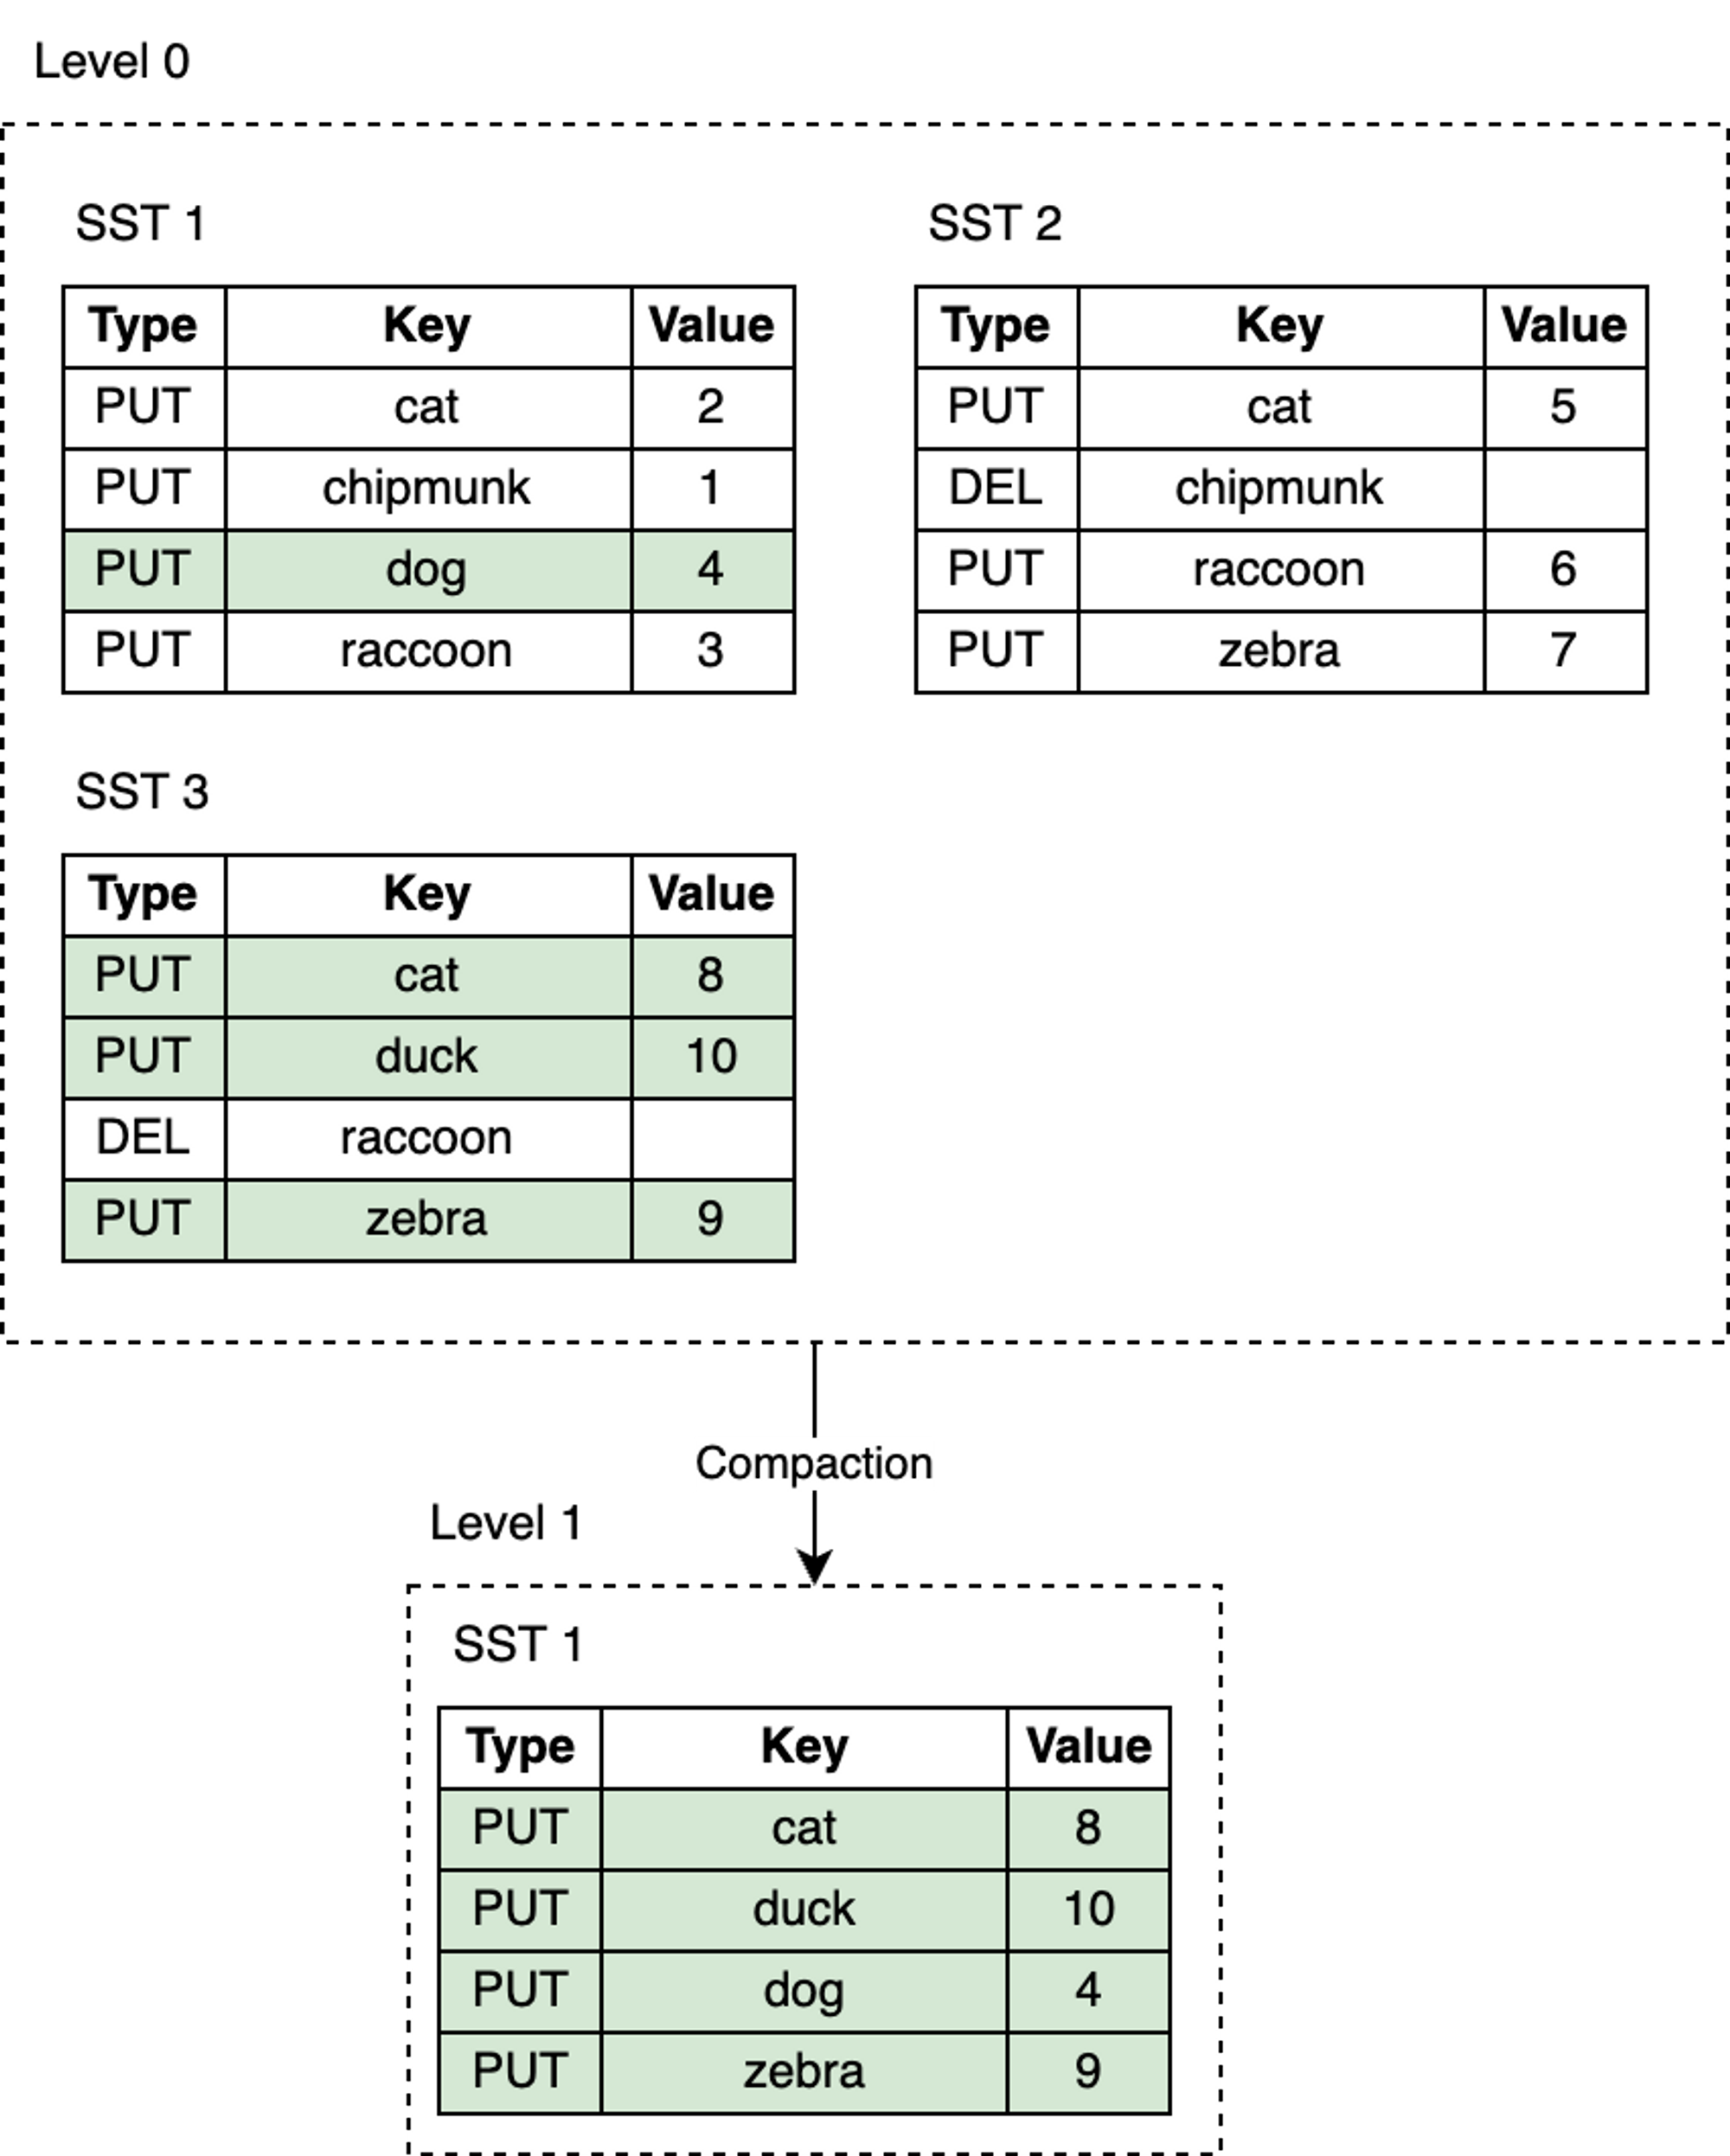 Level 0
SST 1
Type Key Value
PUT cat 2
PUT chipmunk 1
PUT dog 4
PUT raccoon 3
SST 2
Type Key Value
PUT cat 5
DEL chipmunk
PUT raccoon 6
PUT zebra 7
SST 3
Type Key Value
PUT cat 8
PUT duck 10
DEL raccoon
PUT zebra 9
Compaction
Level 1
SST 1
Type Key Value
PUT cat 8
PUT duck 10
PUT dog 4
PUT zebra 9